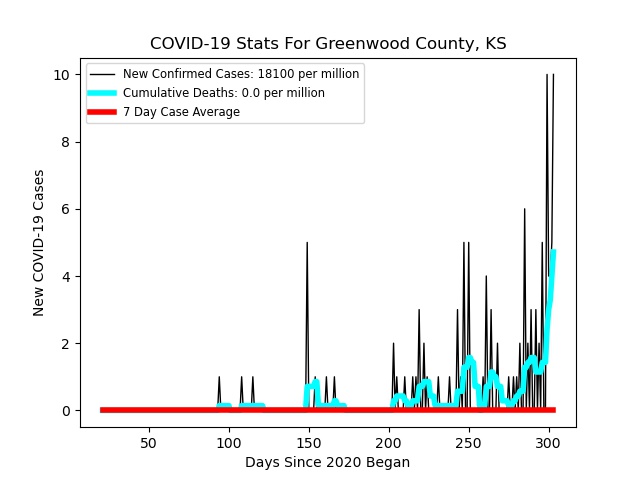 COVID-19 Stats For Greenwood County, KS
New Confirmed Cases: 18100 per million
Cumulative Deaths: 0.0 per million
7 Day Case Average
New COVID-19 Cases
10
8
6
4
2
0
50
100
150
200
250
300
Days Since 2020 Began